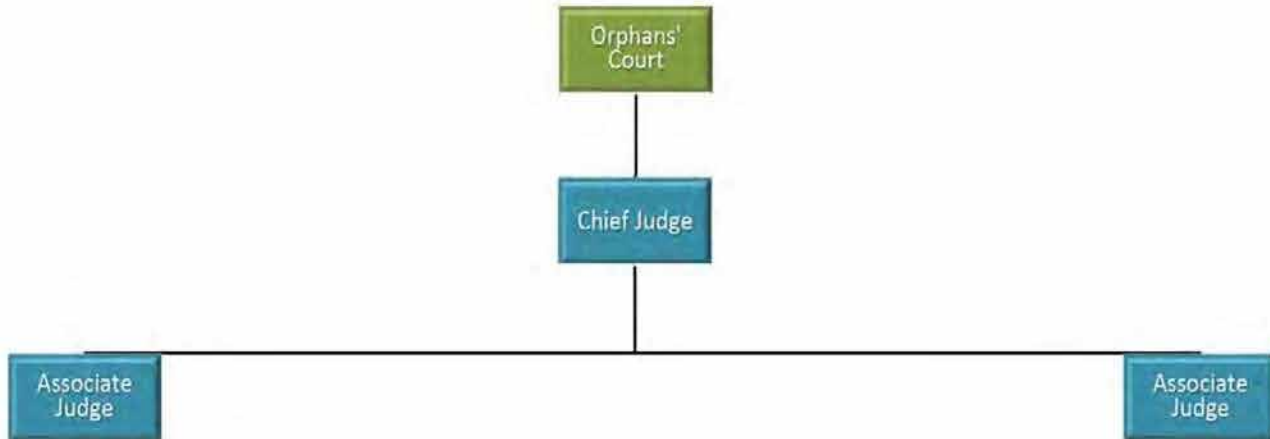 Orphans'
Court
Chief Judge
Associate
Judge
Associate
Judge